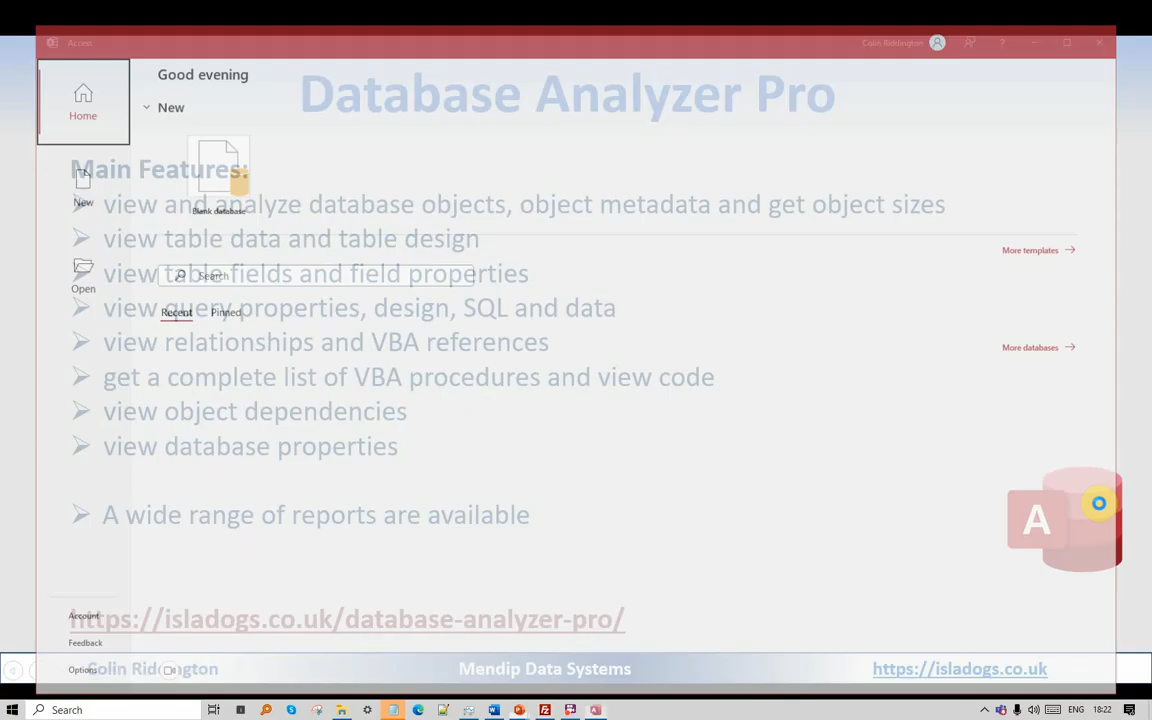 Access
Colin Riddington
?
Good evening
Home
New
Database Analyzer Pro
Blank database
Main Features:
New
view and analyze database objects, object metadata and get object sizes
view table data and table design
More templates
Open
Search
view table fields and field properties
Recent
Pinned
view query properties, design, SQL and data
view relationships and VBA references
More databases
get a complete list of VBA procedures and view code
view object dependencies
view database properties
A wide range of reports are available
A
Account
https://isladogs.co.uk/database-analyzer-pro/
Feedback
Options
Colin Riddington
Mendip Data Systems
https://isladogs.co.uk
Search
ENG
18:22